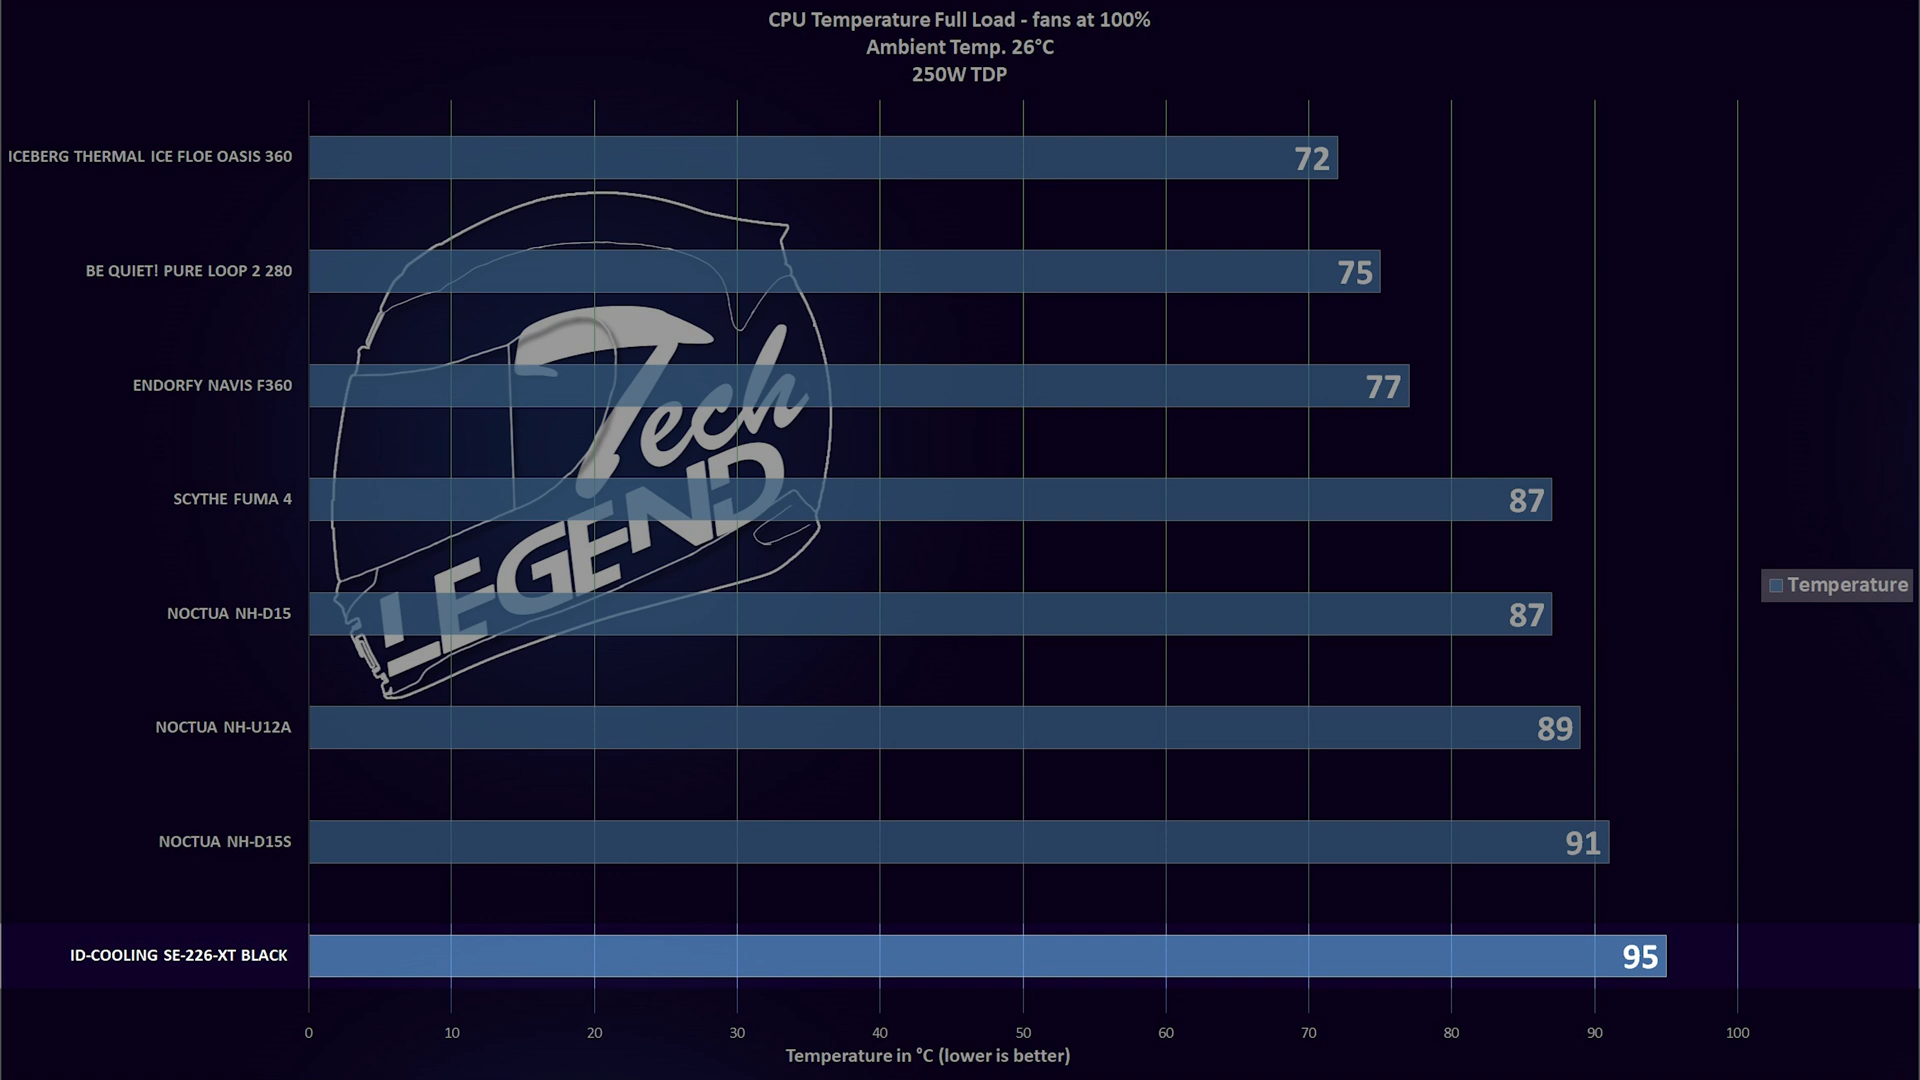 CPU Temperature Full Load - fans at 100%
Ambient Temp. 26°C
250W TDP
ICEBERG THERMAL ICE FLOE OASIS 360
72
BE QUIET! PURE LOOP 2 280
75
ENDORFY NAVIS F360
77
SCYTHE FUMA 4
87
NOCTUA NH-D15
87
NOCTUA NH-U12A
89
NOCTUA NH-D15S
91
ID-COOLING SE-226-XT BLACK
95
Tech
LEGEND
Temperature
0 10 20 30 40 50 60 70 80 90 100
Temperature in °C (lower is better)